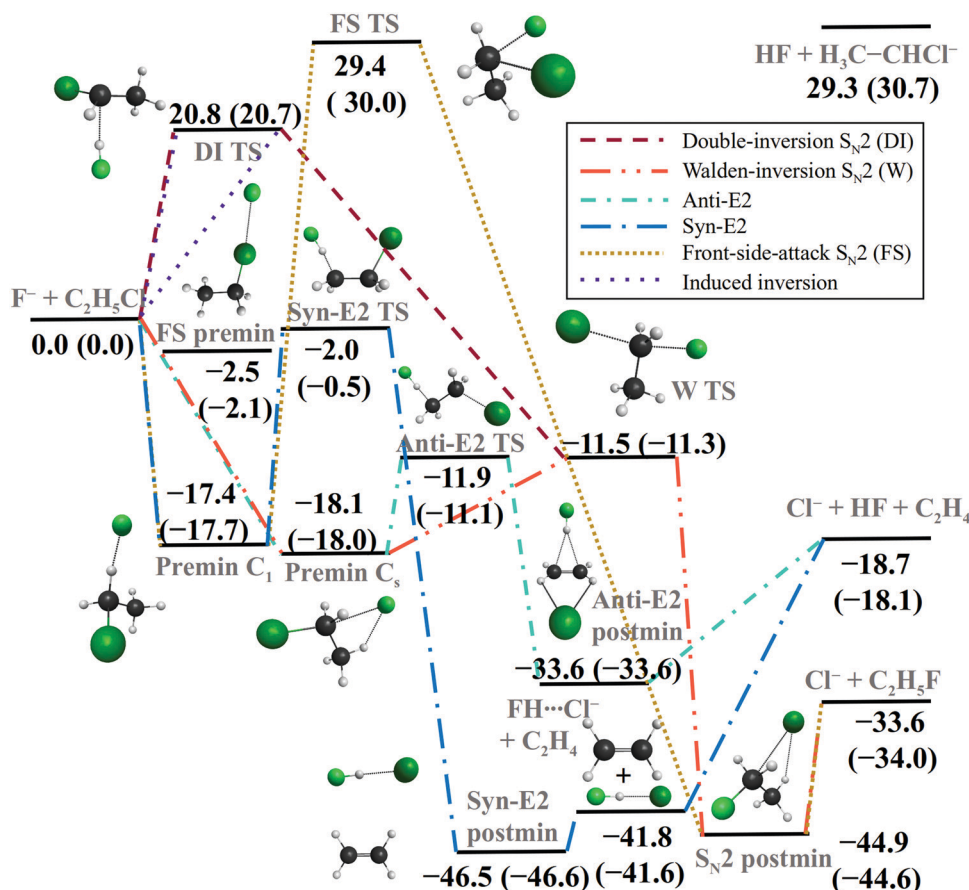 FS TS
29.4
( 30.0)
HF + H₃C−CHCl⁻
29.3 (30.7)
20.8 (20.7)
DI TS
Double-inversion Sₙ2 (DI)
Walden-inversion Sₙ2 (W)
Anti-E2
Syn-E2
Front-side-attack Sₙ2 (FS)
Induced inversion
F⁻ + C₂H₅Cl
0.0 (0.0)
FS premin
−2.5
(−2.1)
Syn-E2 TS
−2.0
(−0.5)
W TS
−11.5 (−11.3)
Anti-E2 TS
−11.9
(−11.1)
−17.4
(−17.7)
Premin C₁
−18.1
(−18.0)
Premin Cₛ
Cl⁻ + HF + C₂H₄
−18.7
(−18.1)
Anti-E2
postmin
−33.6 (−33.6)
FH···Cl⁻
+ C₂H₄
+
Cl⁻ + C₂H₅F
−33.6
(−34.0)
Syn-E2
postmin
−46.5 (−46.6)
−41.8
(−41.6)
Sₙ2 postmin
−44.9
(−44.6)